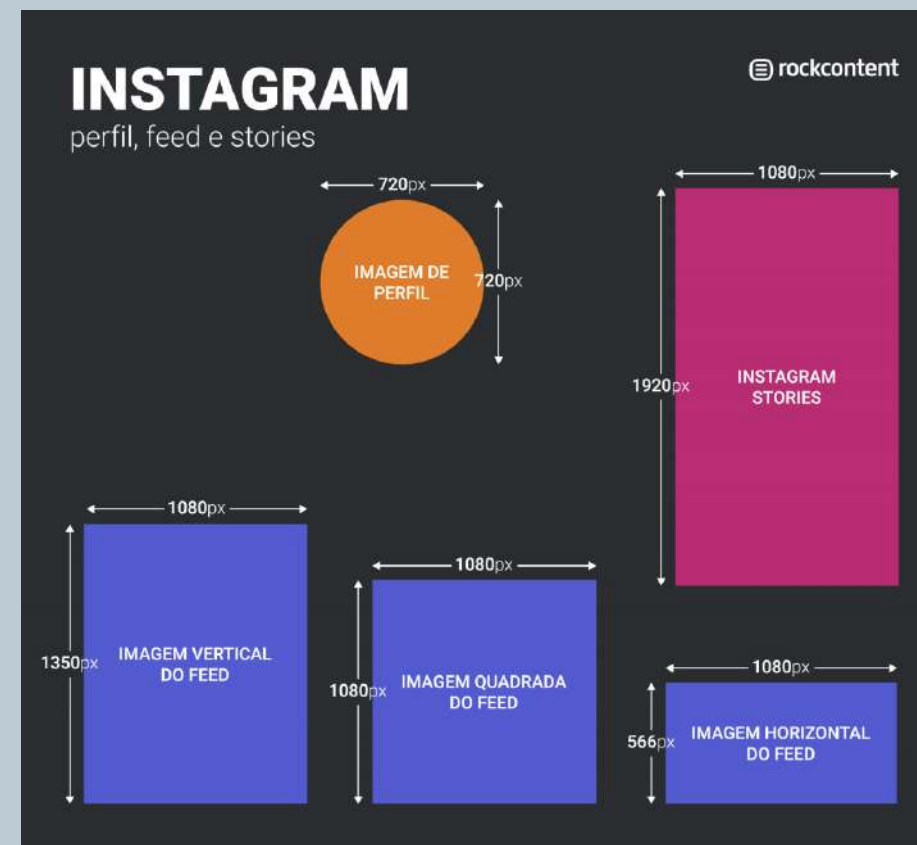 INSTAGRAM
perfil, feed e stories
rockcontent
720px
IMAGEM DE
PERFIL
720px
1080px
1920px
INSTAGRAM
STORIES
1080px
1350px
IMAGEM VERTICAL
DO FEED
1080px
1080px
IMAGEM QUADRADA
DO FEED
1080px
566px
IMAGEM HORIZONTAL
DO FEED